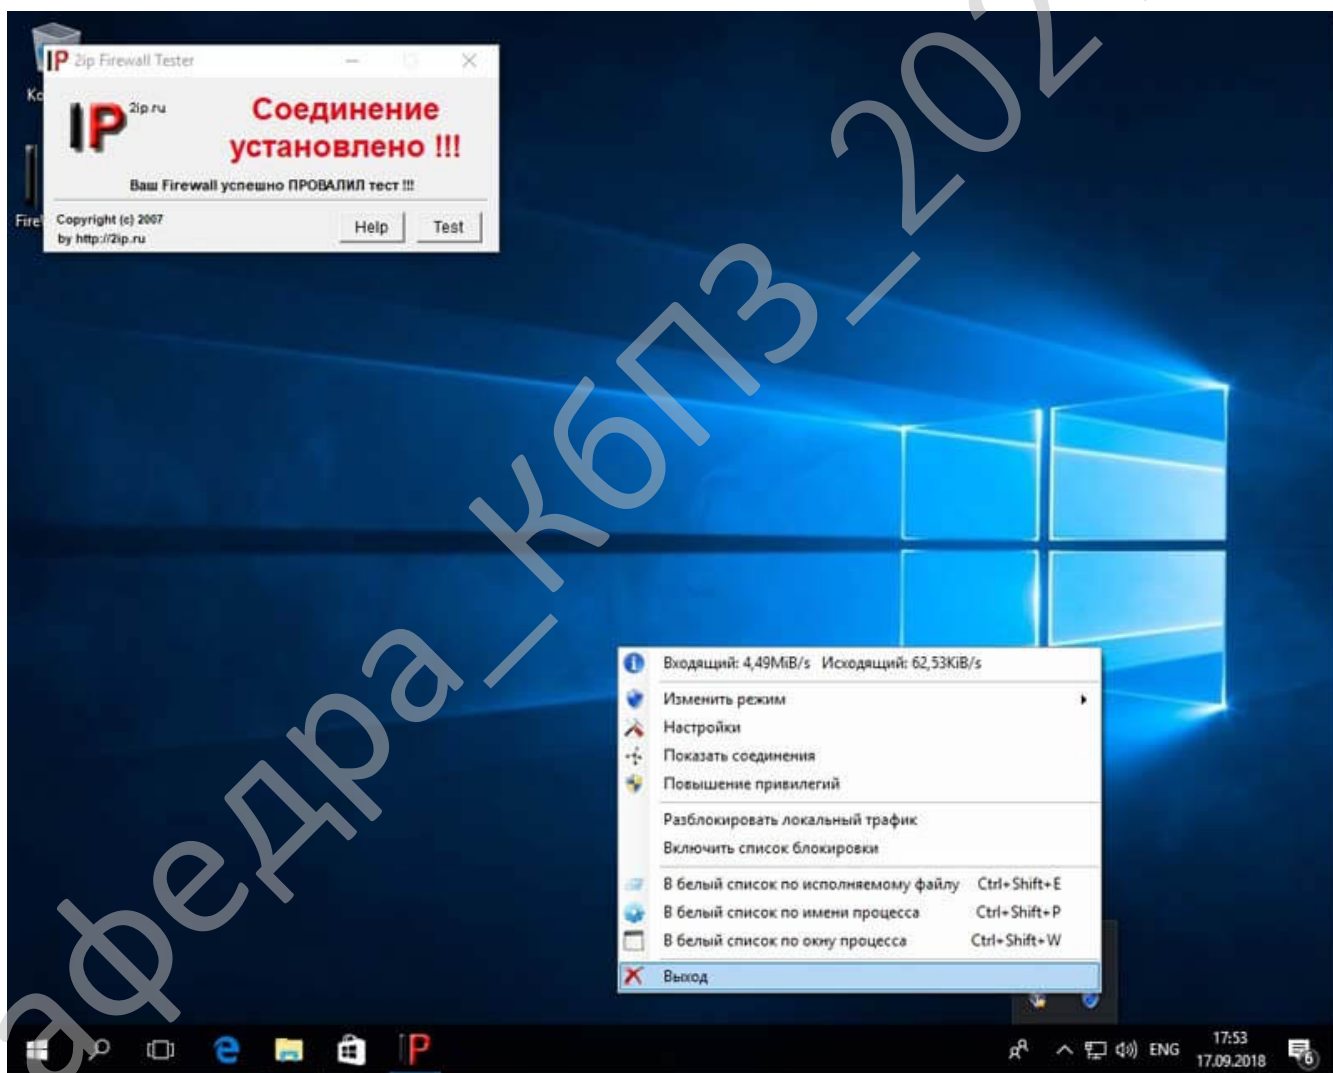 2ip Firewall Tester
IP
2ip.ru
Соединение
установлено !!!
Ваш Firewall успешно ПРОВАЛИЛ тест !!!
Copyright (c) 2007
by http://2ip.ru
Help
Test
афедра_КбПЗ_202
Входящий: 4,49MiB/s Исходящий: 62,53KiB/s
Изменить режим
Настройки
Показать соединения
Повышение привилегий
Разблокировать локальный трафик
Включить список блокировки
В белый список по исполняемому файлу Ctrl+Shift+E
В белый список по имени процесса Ctrl+Shift+P
В белый список по окну процесса Ctrl+Shift+W
Выход
IP
ENG
17:53
17.09.2018
6